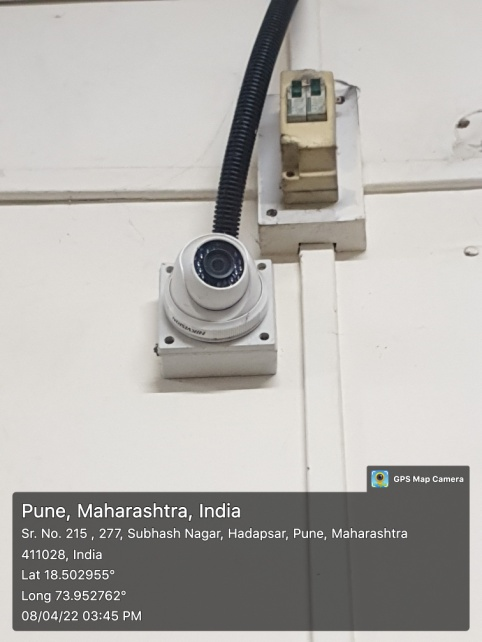 GPS Map Camera
Pune, Maharashtra, India
Sr. No. 215 , 277, Subhash Nagar, Hadapsar, Pune, Maharashtra
411028, India
Lat 18.502955°
Long 73.952762°
08/04/22 03:45 PM